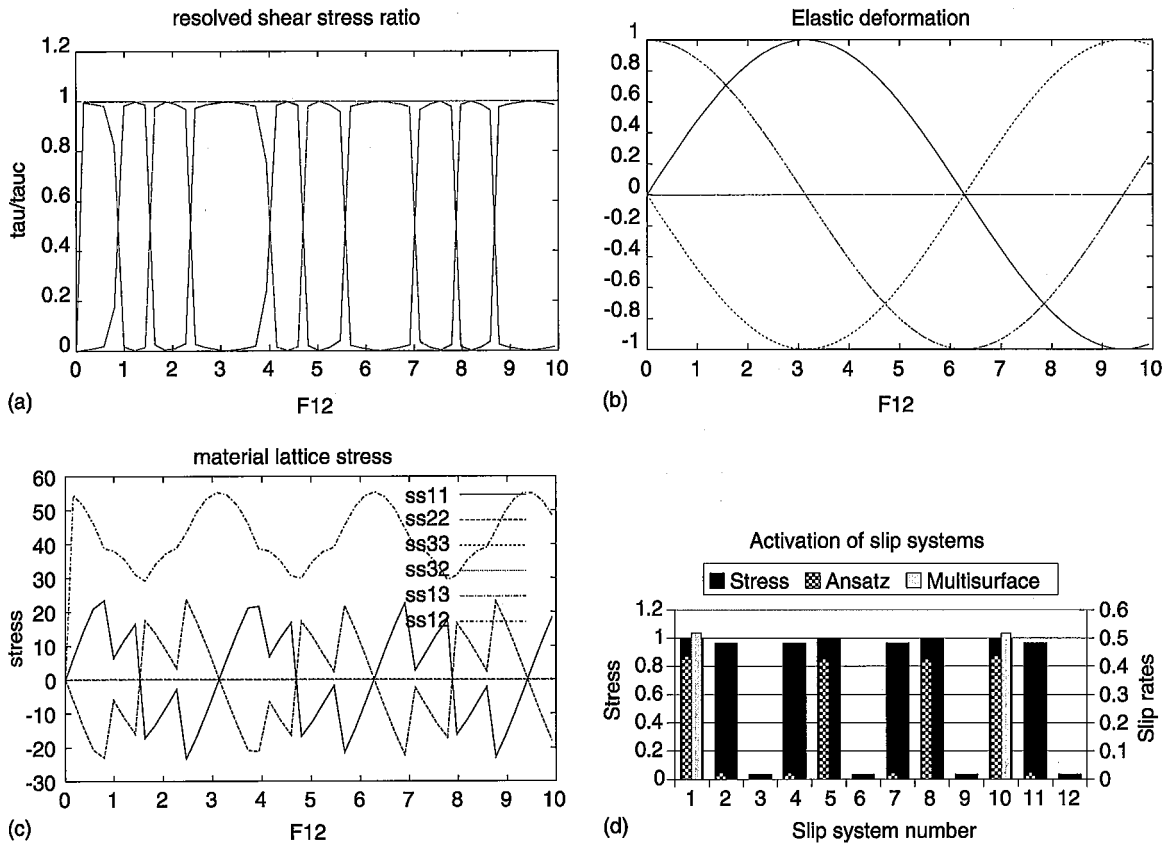 resolved shear stress ratio
1.2
1
0.8
0.6
0.4
0.2
0
tau/tauc
0 1 2 3 4 5 6 7 8 9 10
F12
(a)
Elastic deformation
1
0.8
0.6
0.4
0.2
0
-0.2
-0.4
-0.6
-0.8
-1
0 1 2 3 4 5 6 7 8 9 10
F12
(b)
material lattice stress
60
50
40
30
20
10
0
-10
-20
-30
stress
ss11
ss22
ss33
ss32
ss13
ss12
0 1 2 3 4 5 6 7 8 9 10
F12
(c)
Activation of slip systems
Stress Ansatz Multisurface
1.2
1
0.8
0.6
0.4
0.2
0
Stress
0.6
0.5
0.4
0.3
0.2
0.1
0
Slip rates
1 2 3 4 5 6 7 8 9 10 11 12
Slip system number
(d)